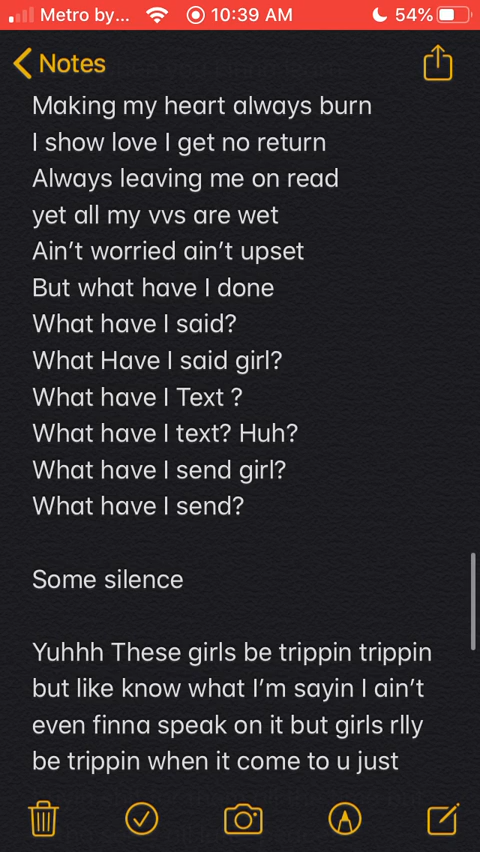 Metro by... 10:39 AM 54%
Notes
Making my heart always burn
I show love I get no return
Always leaving me on read
yet all my vvs are wet
Ain’t worried ain’t upset
But what have I done
What have I said?
What Have I said girl?
What have I Text ?
What have I text? Huh?
What have I send girl?
What have I send?
Some silence
Yuhhh These girls be trippin trippin
but like know what I’m sayin I ain’t
even finna speak on it but girls rlly
be trippin when it come to u just